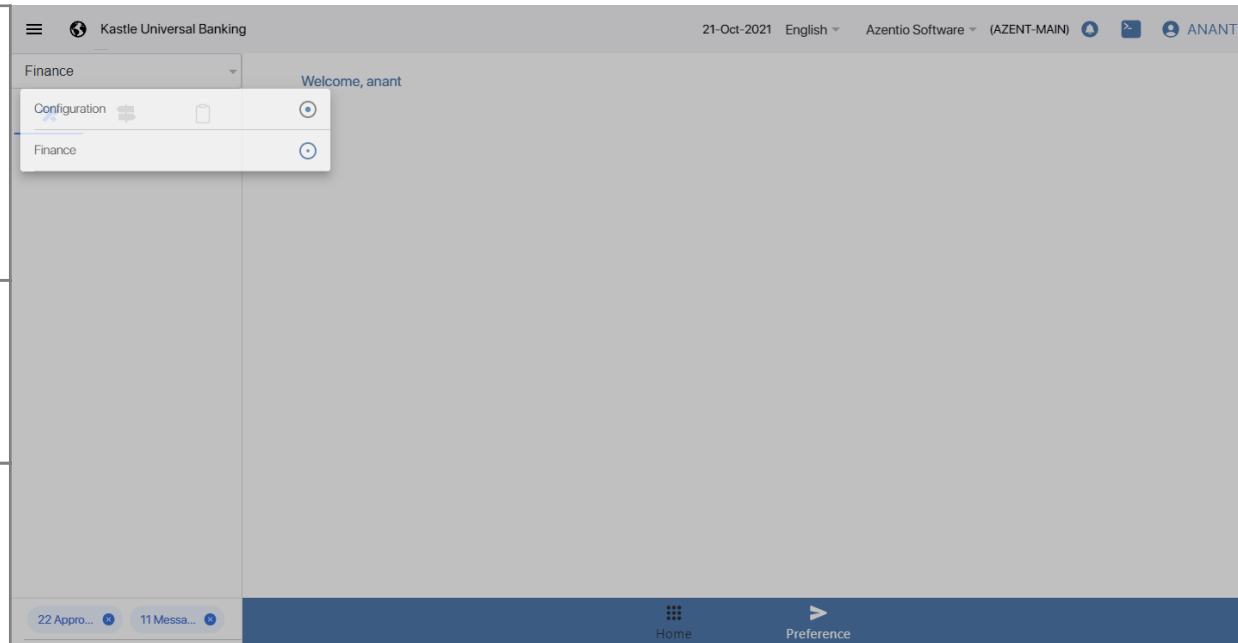 Kastle Universal Banking 21-Oct-2021 English Azentio Software (AZENT-MAIN) ANANT
Finance
Welcome, anant
Configuration
Finance
22 Appro... 11 Messa...
Home Preference